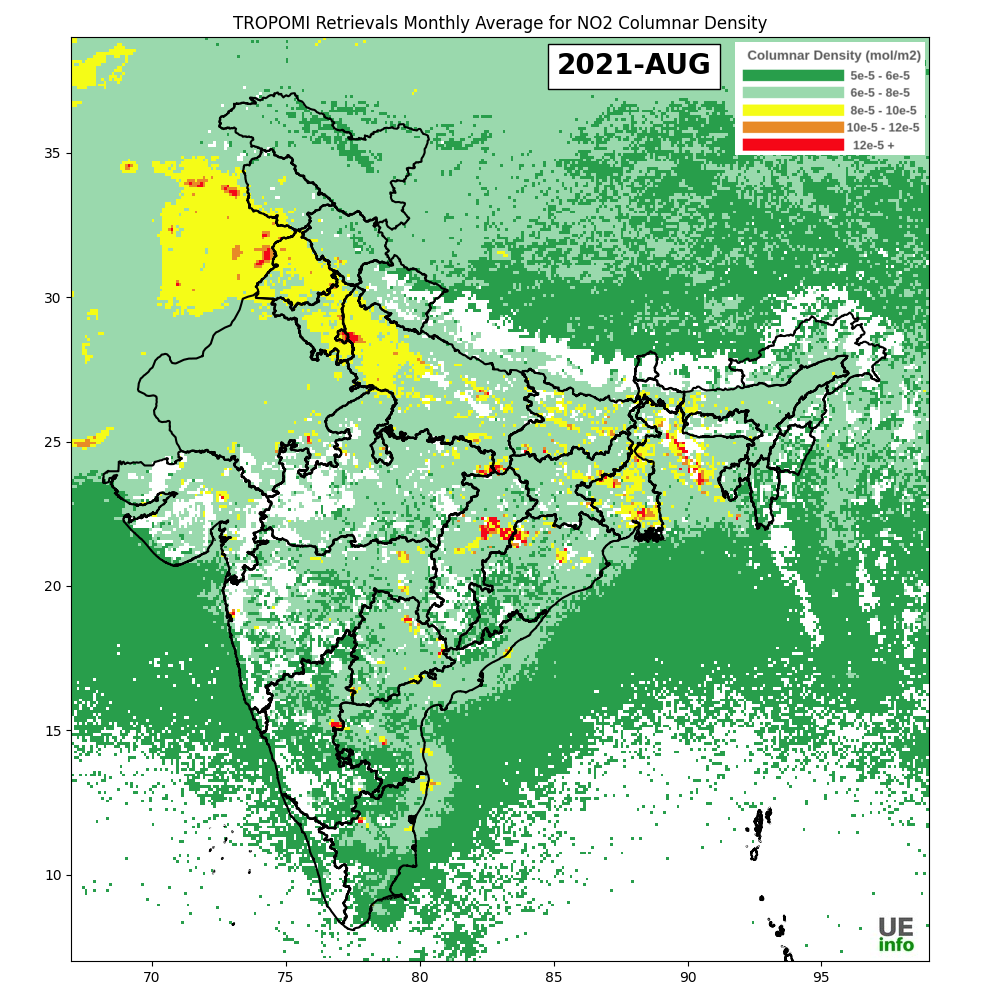 TROPOMI Retrievals Monthly Average for NO2 Columnar Density
2021-AUG
Columnar Density (mol/m2)
5e-5 - 6e-5
6e-5 - 8e-5
8e-5 - 10e-5
10e-5 - 12e-5
12e-5 +
35
30
25
20
15
10
70 75 80 85 90 95
UE
info